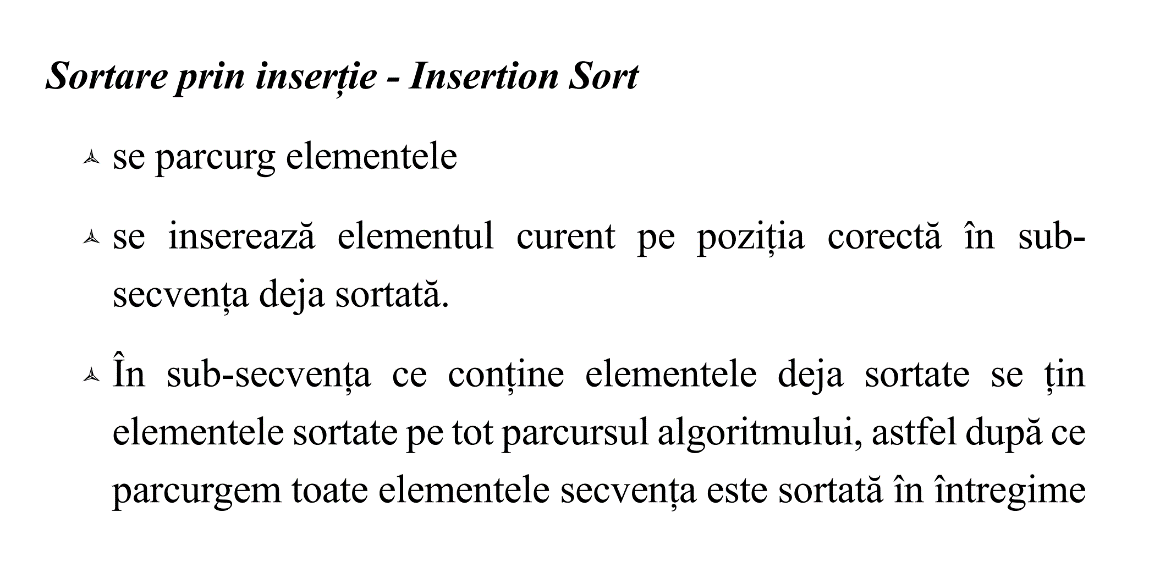 Sortare prin inserție - Insertion Sort
se parcurg elementele
se inserează elementul curent pe poziția corectă în sub-
secvența deja sortată.
În sub-secvența ce conține elementele deja sortate se țin
elementele sortate pe tot parcursul algoritmului, astfel după ce
parcurgem toate elementele secvența este sortată în întregime